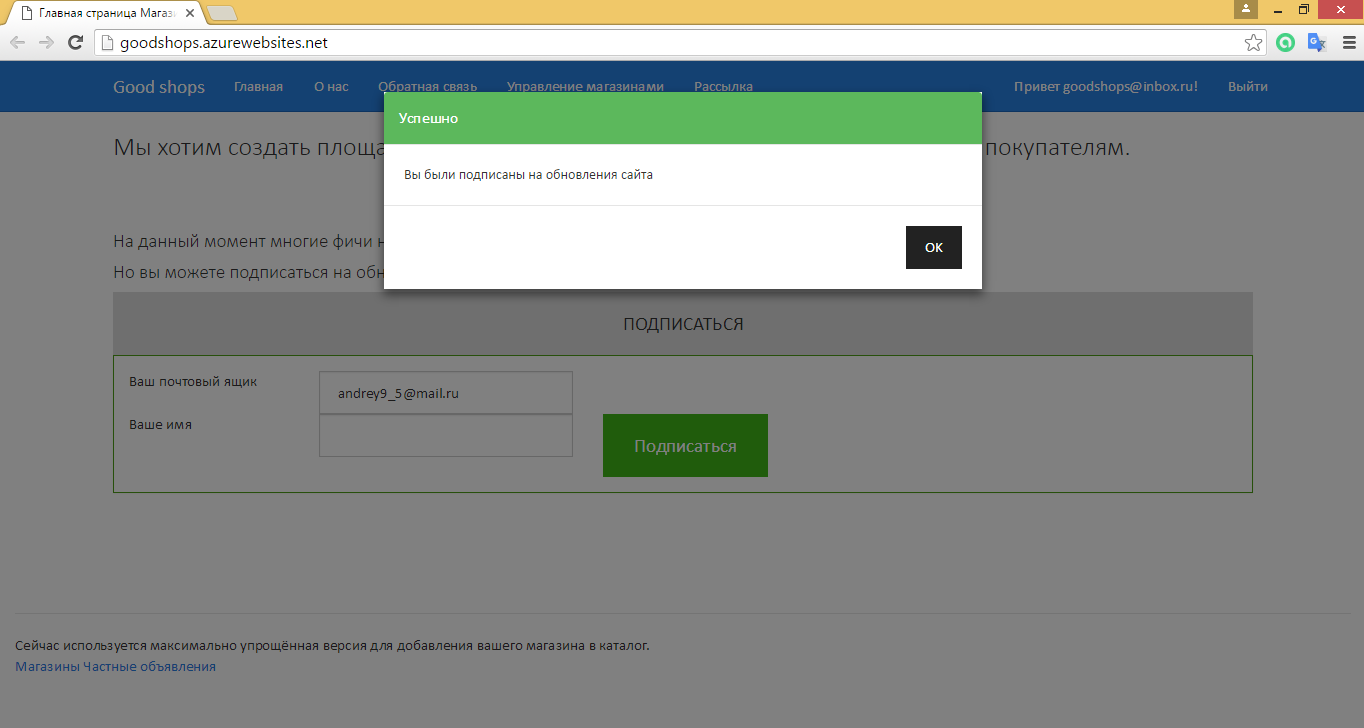 Главная страница Магази
goodshops.azurewebsites.net
Good shops Главная О нас Обратная связь Управление магазинами Рассылка Привет goodshops@inbox.ru! Выйти
Успешно
Мы хотим создать покупателям.
Вы были подписаны на обновления сайта
OK
На данный момент многие фичи
Но вы можете подписаться на
ПОДПИСАТЬСЯ
Ваш почтовый ящик andrey9_5@mail.ru
Ваше имя
Подписаться
Сейчас используется максимально упрощённая версия для добавления вашего магазина в каталог.
Магазины Частные объявления